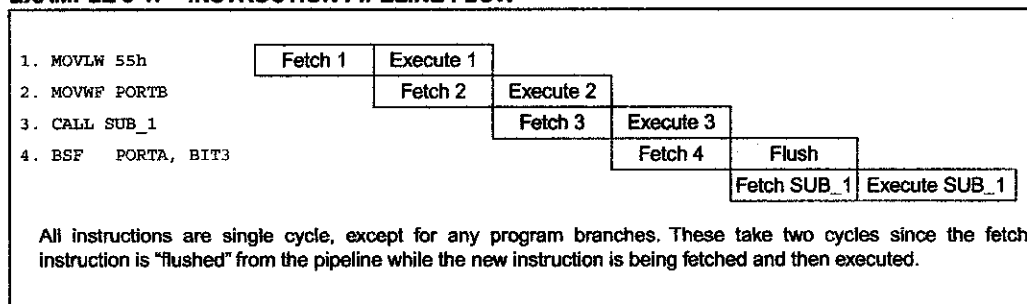 1. MOVLW 55h Fetch 1 Execute 1
2. MOVWF PORTB Fetch 2 Execute 2
3. CALL SUB_1 Fetch 3 Execute 3
4. BSF PORTA, BIT3 Fetch 4 Flush
Fetch SUB_1 Execute SUB_1
All instructions are single cycle, except for any program branches. These take two cycles since the fetch
instruction is "flushed" from the pipeline while the new instruction is being fetched and then executed.